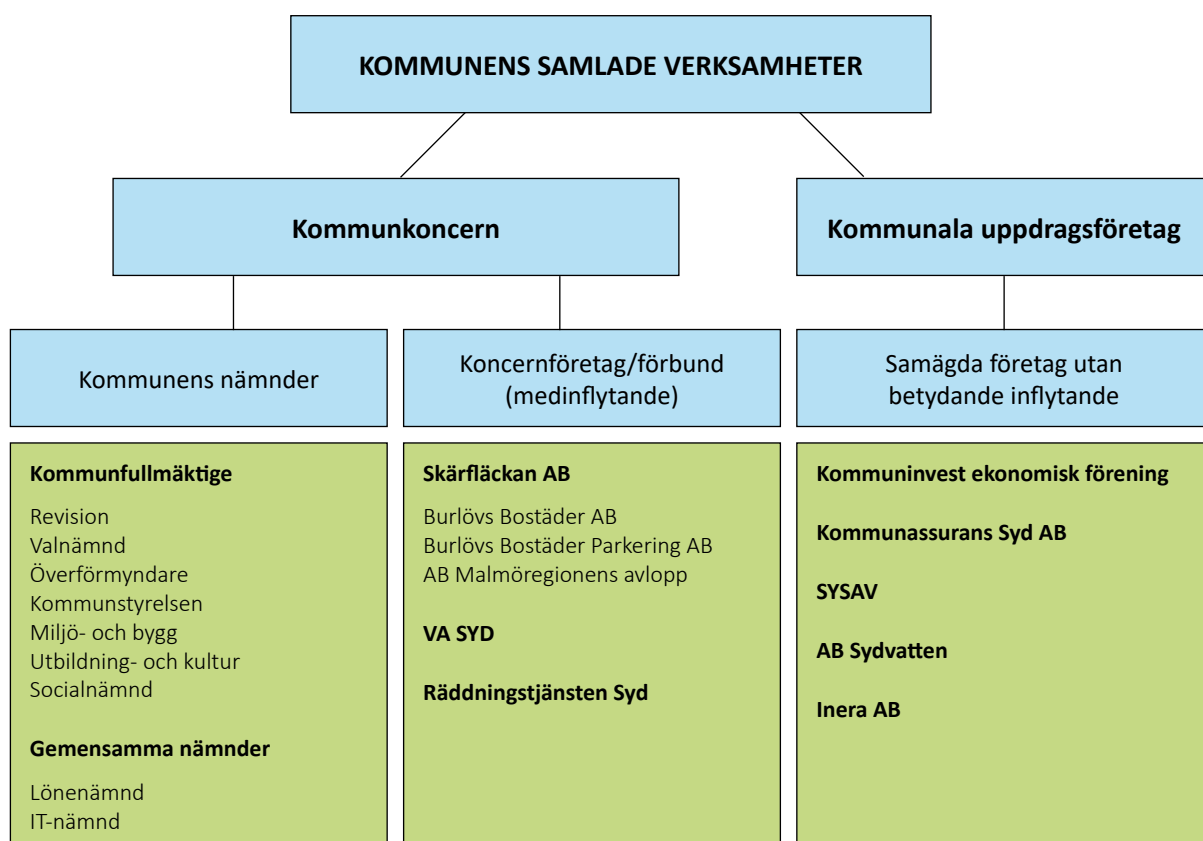 KOMMUNENS SAMLADE VERKSAMHETER
Kommunkoncern
Kommunala uppdragsföretag
Kommunens nämnder
Koncernföretag/förbund
(medinflytande)
Samägda företag utan
betydande inflytande
Kommunfullmäktige
Revision
Valnämnd
Överförmyndare
Kommunstyrelsen
Miljö- och bygg
Utbildning- och kultur
Socialnämnd
Gemensamma nämnder
Lönenämnd
IT-nämnd
Skärfläckan AB
Burlövs Bostäder AB
Burlövs Bostäder Parkering AB
AB Malmöregionens avlopp
VA SYD
Räddningstjänsten Syd
Kommuninvest ekonomisk förening
Kommunassurans Syd AB
SYSAV
AB Sydvatten
Inera AB